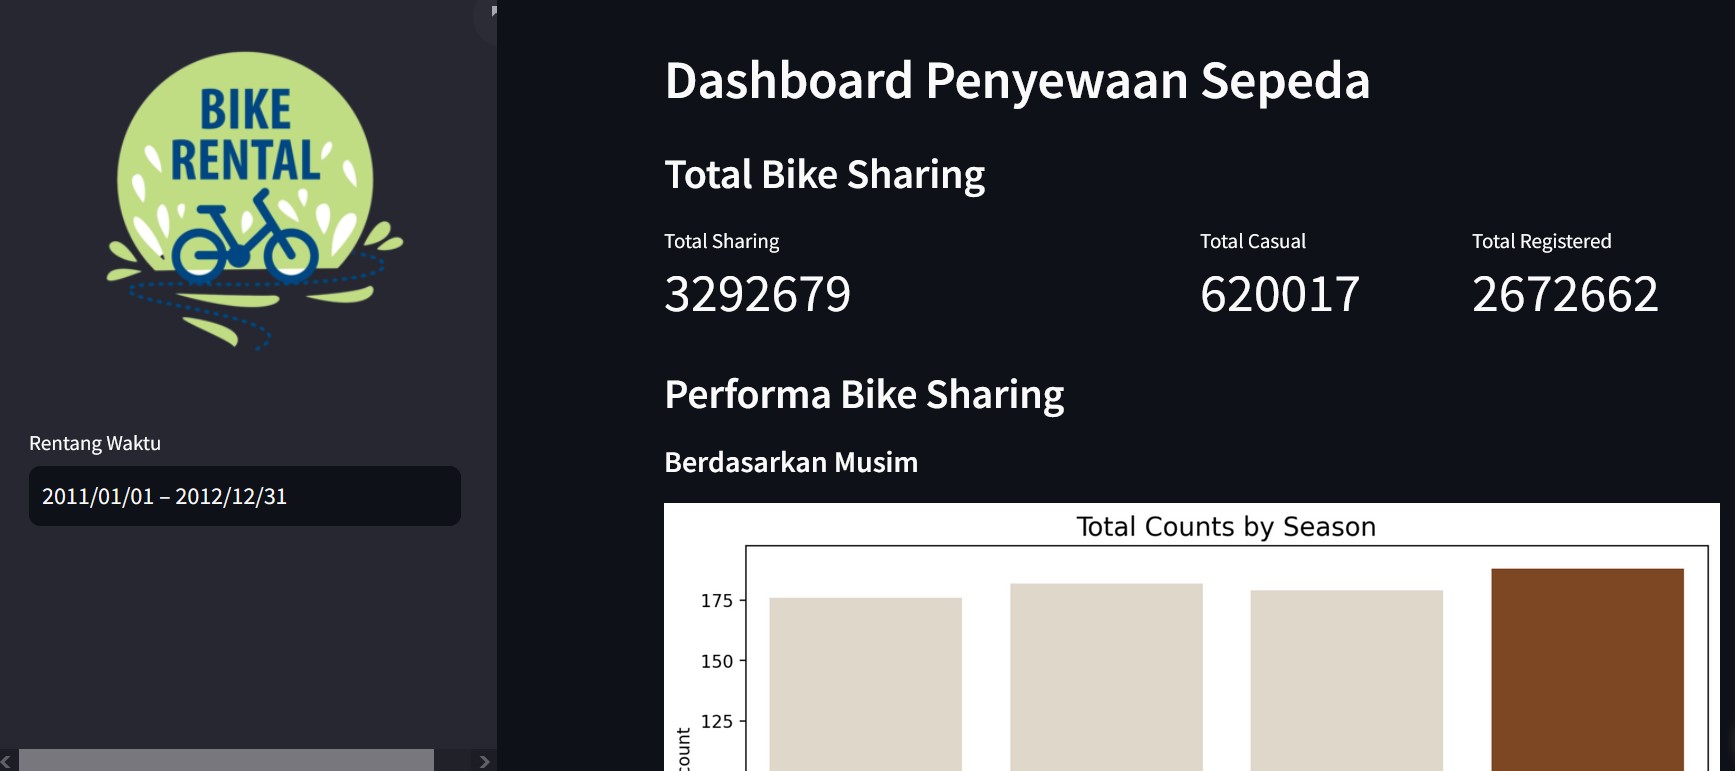 BIKE
RENTAL
Rentang Waktu
2011/01/01 – 2012/12/31
Dashboard Penyewaan Sepeda
Total Bike Sharing
Total Sharing
3292679
Total Casual
620017
Total Registered
2672662
Performa Bike Sharing
Berdasarkan Musim
Total Counts by Season
175
150
125
count